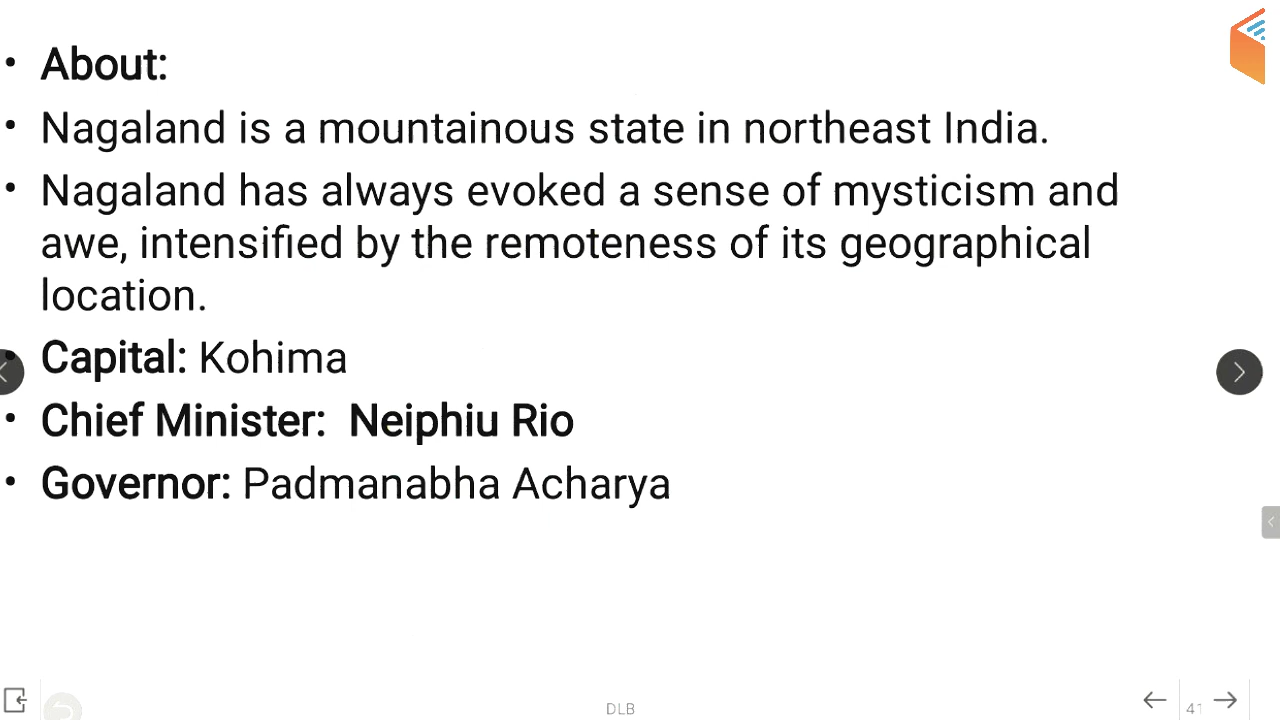 • About:
• Nagaland is a mountainous state in northeast India.
• Nagaland has always evoked a sense of mysticism and
awe, intensified by the remoteness of its geographical
location.
• Capital: Kohima
• Chief Minister:  Neiphiu Rio
• Governor: Padmanabha Acharya
DLB
41